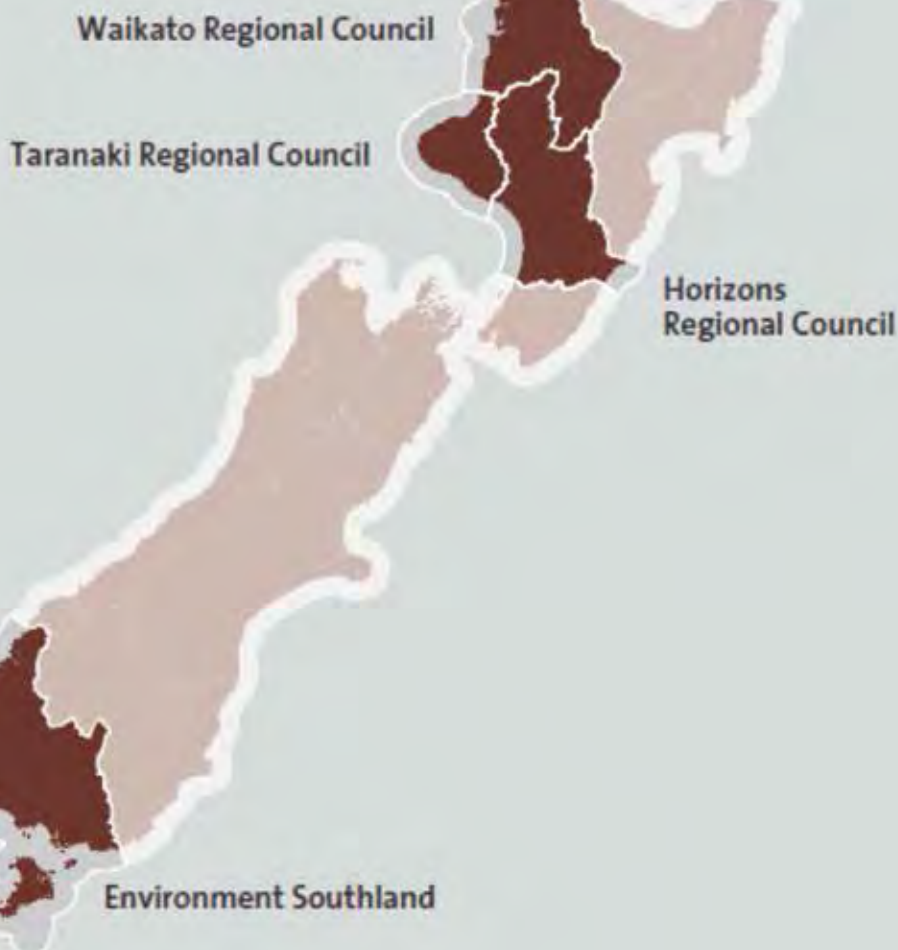 Waikato Regional Council
Taranaki Regional Council
Horizons
Regional Council
Environment Southland